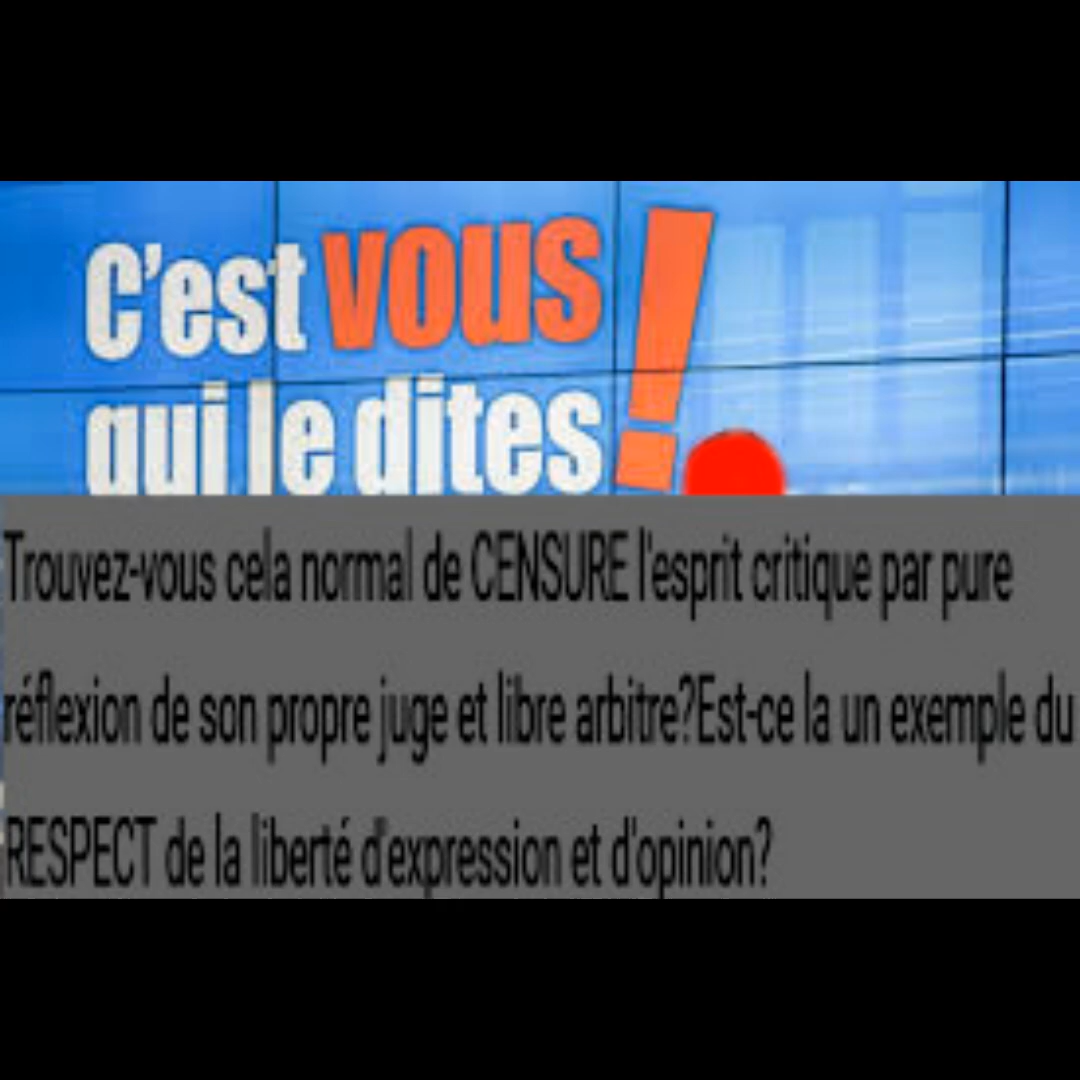 C'est vous !
qui le dites
Trouvez-vous cela normal de CENSURE l'esprit critique par pure
réflexion de son propre juge et libre arbitre?Est-ce la un exemple du
RESPECT de la liberté d'expression et d'opinion?